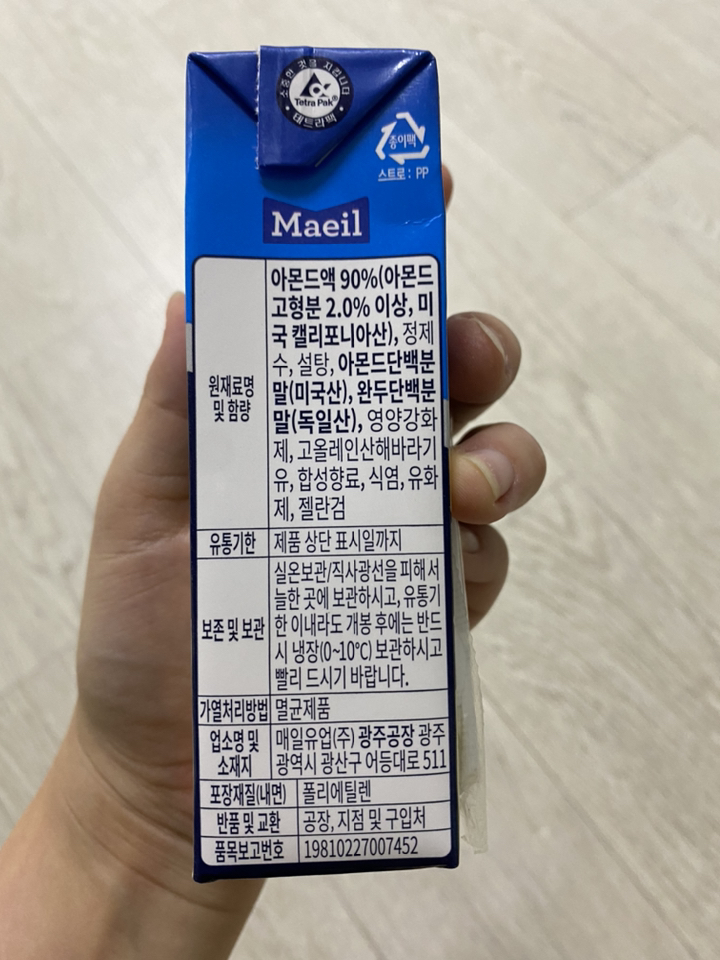 소중한 것을 지킵니다
Tetra Pak®
테트라팩
종이팩
스트로 : PP
Maeil
원재료명
및 함량
아몬드액 90%(아몬드
고형분 2.0% 이상, 미
국 캘리포니아산), 정제
수, 설탕, 아몬드단백분
말(미국산), 완두단백분
말(독일산), 영양강화
제, 고올레인산해바라기
유, 합성향료, 식염, 유화
제, 젤란검
유통기한
제품 상단 표시일까지
보존 및 보관
실온보관/직사광선을 피해 서
늘한 곳에 보관하시고, 유통기
한 이내라도 개봉 후에는 반드
시 냉장(0~10℃) 보관하시고
빨리 드시기 바랍니다.
가열처리방법
멸균제품
업소명 및
소재지
매일유업(주) 광주공장 광주
광역시 광산구 어등대로 511
포장재질(내면)
폴리에틸렌
반품 및 교환
공장, 지점 및 구입처
품목보고번호
19810227007452